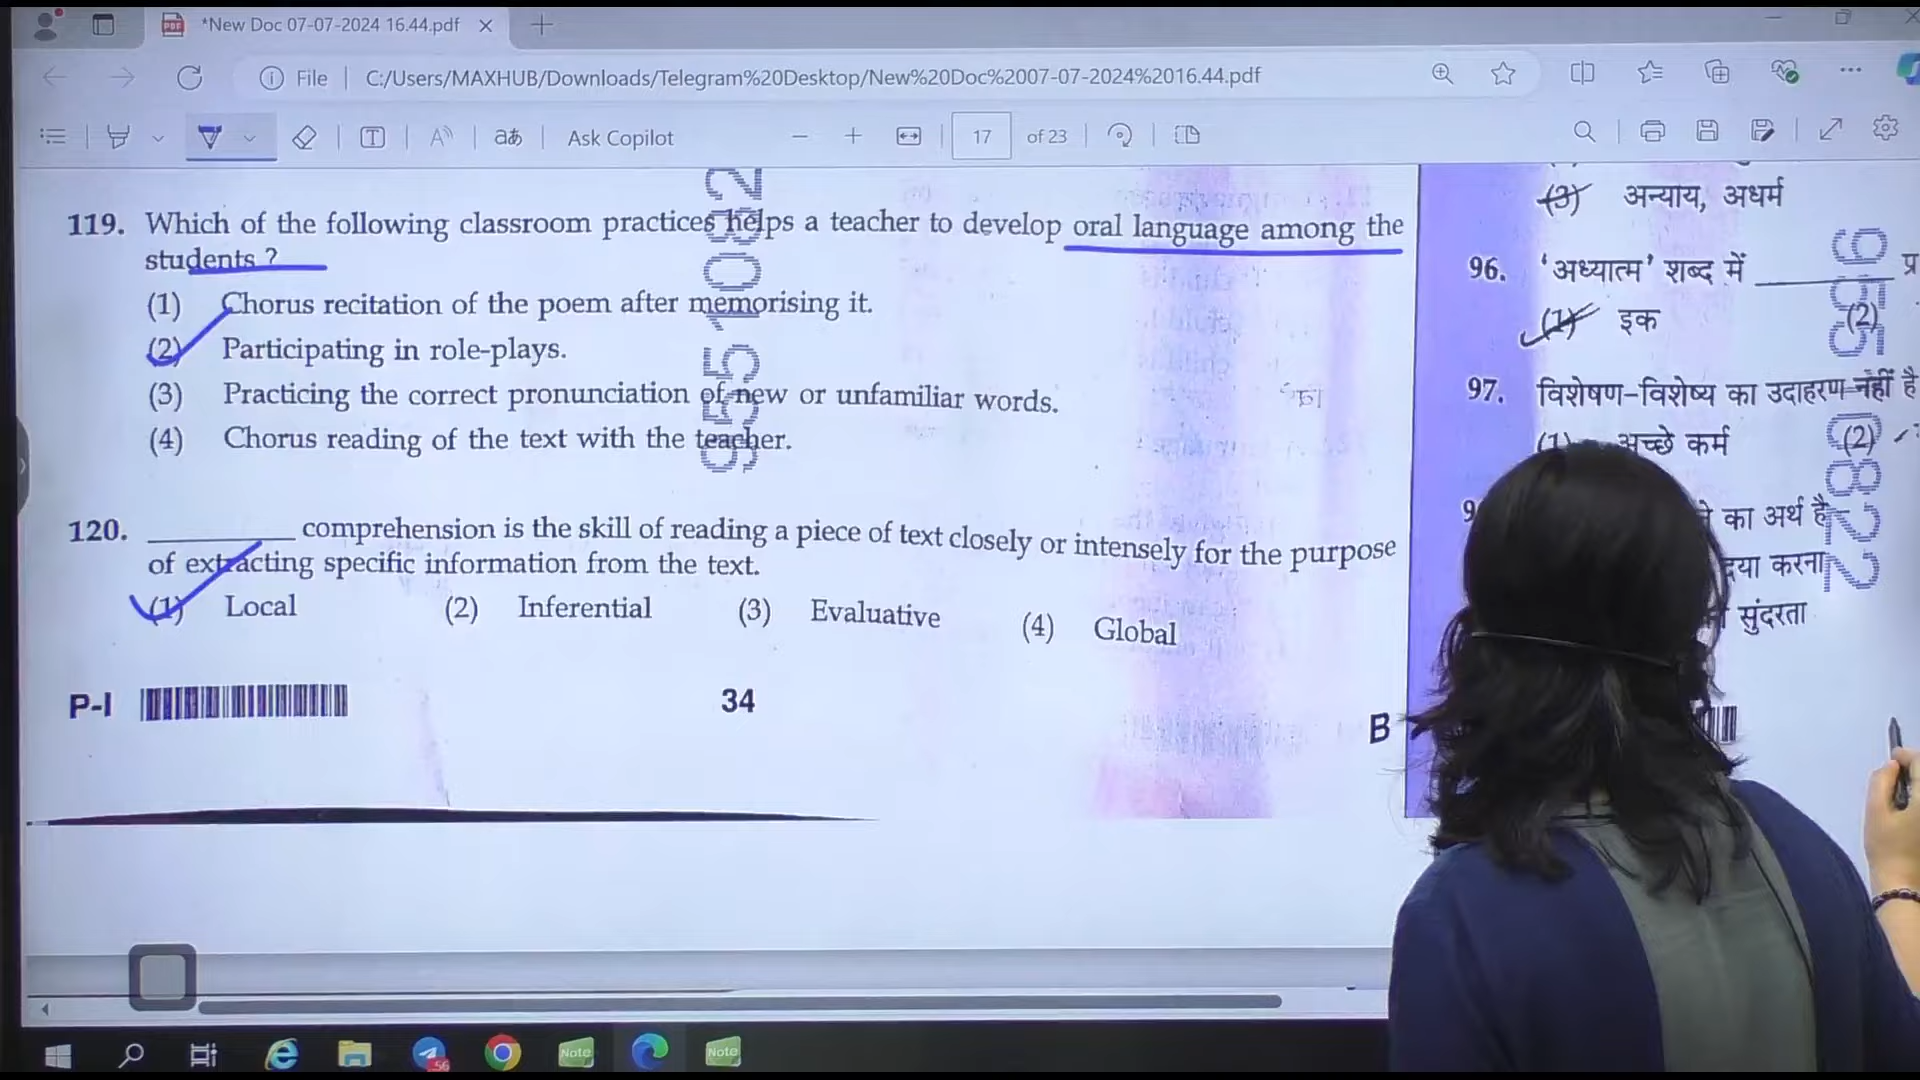 *New Doc 07-07-2024 16.44.pdf
File | C:/Users/MAXHUB/Downloads/Telegram%20Desktop/New%20Doc%2007-07-2024%2016.44.pdf
Ask Copilot
17 of 23
119. Which of the following classroom practices helps a teacher to develop oral language among the
students ?
(1) Chorus recitation of the poem after memorising it.
(2) Participating in role-plays.
(3) Practicing the correct pronunciation of new or unfamiliar words.
(4) Chorus reading of the text with the teacher.
120. __________ comprehension is the skill of reading a piece of text closely or intensely for the purpose
of extracting specific information from the text.
(1) Local (2) Inferential (3) Evaluative (4) Global
P-I 34 B
(3) अन्याय, अधर्म
96. 'अध्यात्म' शब्द में __________ प्र
(1) इक (2)
97. विशेषण-विशेष्य का उदाहरण नहीं है
(1) अच्छे कर्म (2)
का अर्थ है
दया करना
सुंदरता
56
Note
Note